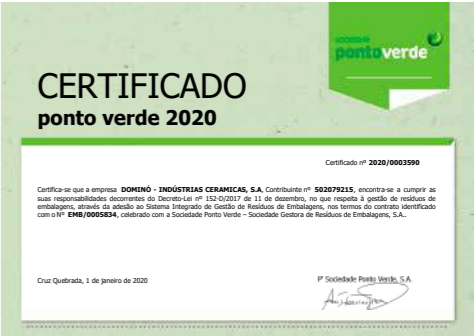 sociedade
pontoverde
CERTIFICADO
ponto verde 2020
Certificado nº 2020/0003590
Certifica-se que a empresa DOMINÓ - INDÚSTRIAS CERAMICAS, S.A, Contribuinte nº 502079215, encontra-se a cumprir as
suas responsabilidades decorrentes do Decreto-Lei nº 152-D/2017 de 11 de dezembro, no que respeita à gestão de resíduos de
embalagens, através da adesão ao Sistema Integrado de Gestão de Resíduos de Embalagens, nos termos do contrato identificado
com o Nº EMB/0005834, celebrado com a Sociedade Ponto Verde – Sociedade Gestora de Resíduos de Embalagens, S.A..
Cruz Quebrada, 1 de janeiro de 2020
P' Sociedade Ponto Verde, S.A.